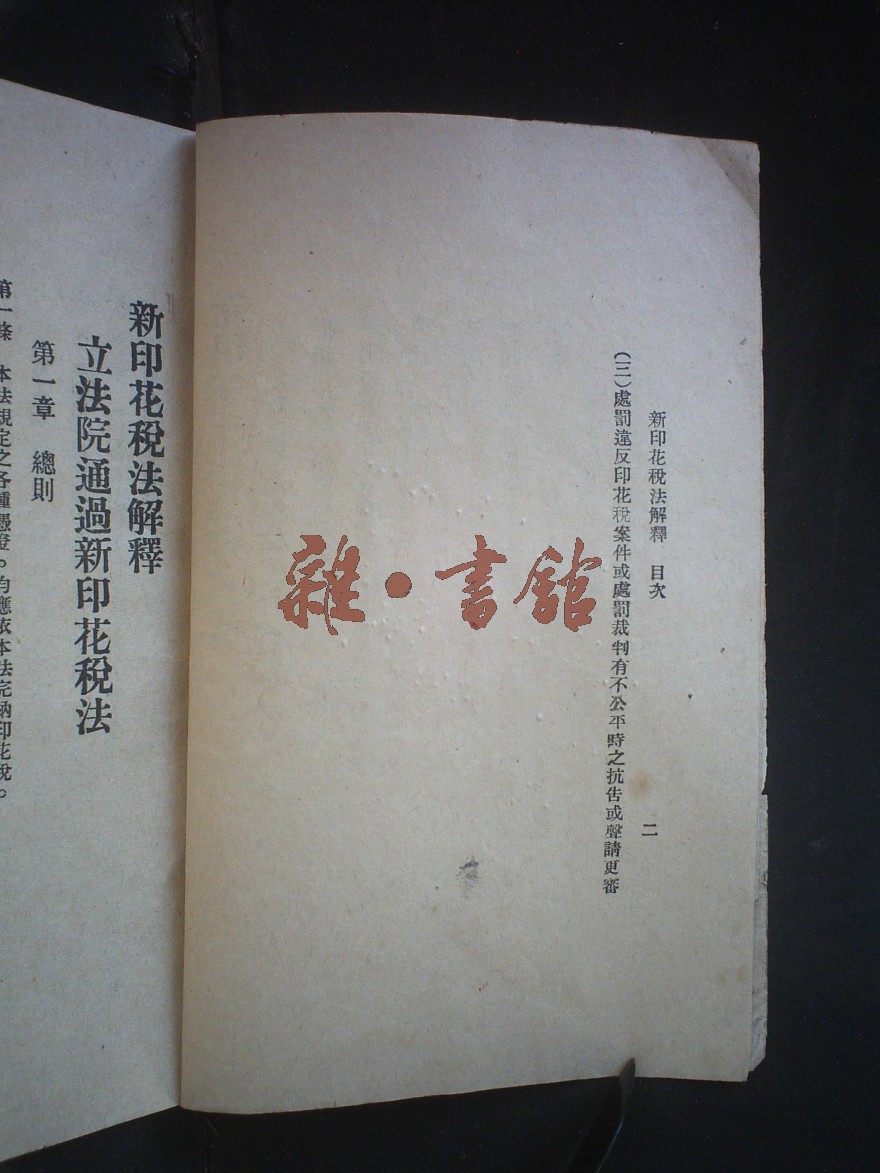 新印花稅法解釋　目次　二
(三)處罰違反印花稅案件或處罰裁判有不公平時之抗告或聲請更審
雜·書館
新印花稅法解釋
立法院通過新印花稅法
第一章　總則
第一條　本法規定之各種憑證。均應依本法完納印花稅。